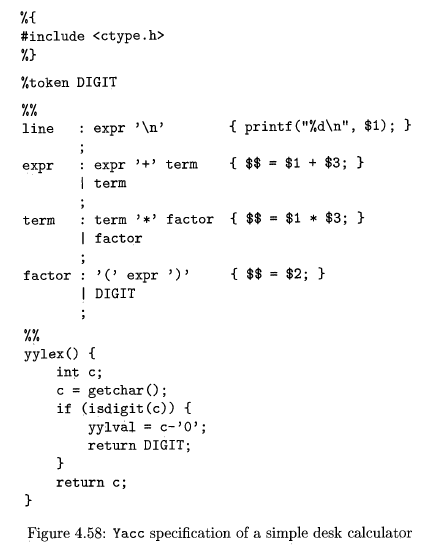 %{
#include <ctype.h>
%}
%token DIGIT
%%
line   : expr '\n'        { printf("%d\n", $1); }
       ;
expr   : expr '+' term    { $$ = $1 + $3; }
       | term
       ;
term   : term '*' factor  { $$ = $1 * $3; }
       | factor
       ;
factor : '(' expr ')'     { $$ = $2; }
       | DIGIT
       ;
%%
yylex() {
    int c;
    c = getchar();
    if (isdigit(c)) {
        yylval = c-'0';
        return DIGIT;
    }
    return c;
}
Figure 4.58: Yacc specification of a simple desk calculator